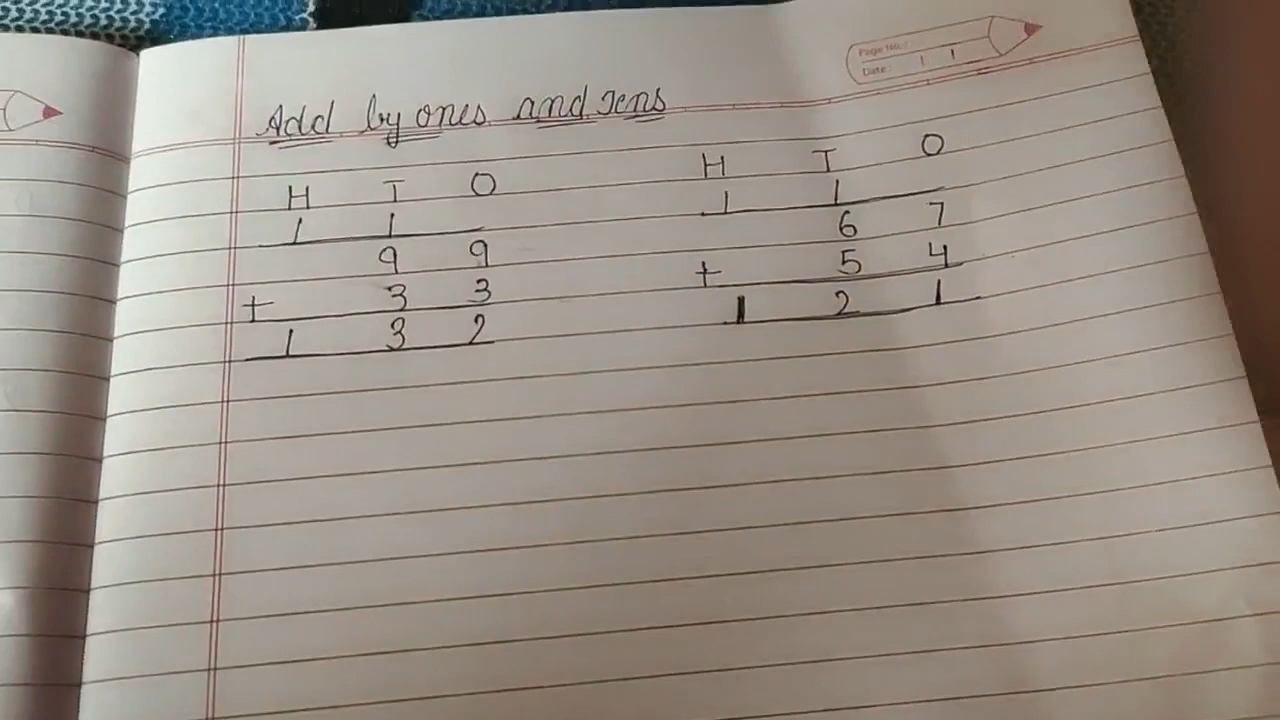 Page No.:
Date:
Add by ones and Tens
H T O
1 1
9 9
+ 3 3
1 3 2
H T O
1 1
6 7
+ 5 4
1 2 1